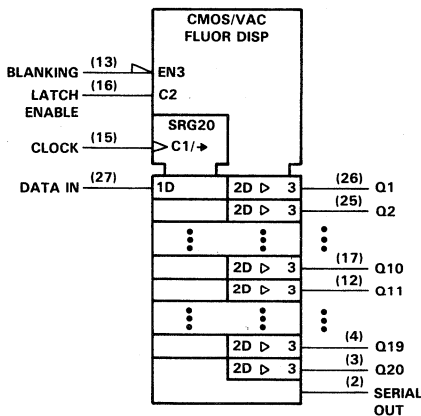 CMOS/VAC
FLUOR DISP
BLANKING (13) EN3
LATCH ENABLE (16) C2
SRG20
CLOCK (15) C1/→
DATA IN (27) 1D 2D ▷ 3 (26) Q1
2D ▷ 3 (25) Q2
2D ▷ 3 (17) Q10
2D ▷ 3 (12) Q11
2D ▷ 3 (4) Q19
2D ▷ 3 (3) Q20
(2) SERIAL OUT